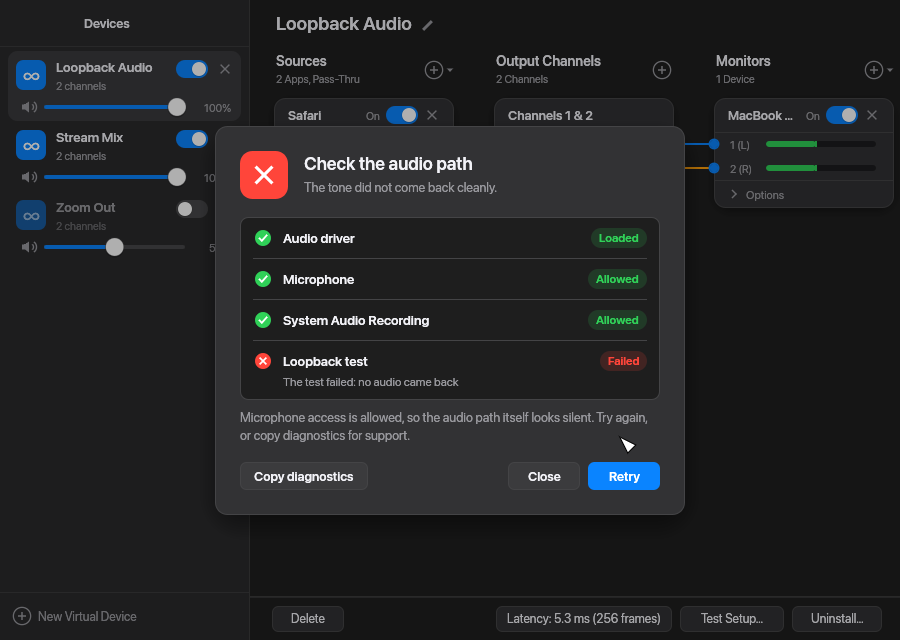 Devices
Loopback Audio
2 channels
100%
Stream Mix
2 channels
10
Zoom Out
2 channels
5
New Virtual Device
Loopback Audio
Sources
2 Apps, Pass-Thru
Output Channels
2 Channels
Monitors
1 Device
Safari
On
Channels 1 & 2
MacBook ...
On
1 (L)
2 (R)
Options
Check the audio path
The tone did not come back cleanly.
Audio driver
Loaded
Microphone
Allowed
System Audio Recording
Allowed
Loopback test
Failed
The test failed: no audio came back
Microphone access is allowed, so the audio path itself looks silent. Try again,
or copy diagnostics for support.
Copy diagnostics
Close
Retry
Delete
Latency: 5.3 ms (256 frames)
Test Setup...
Uninstall...